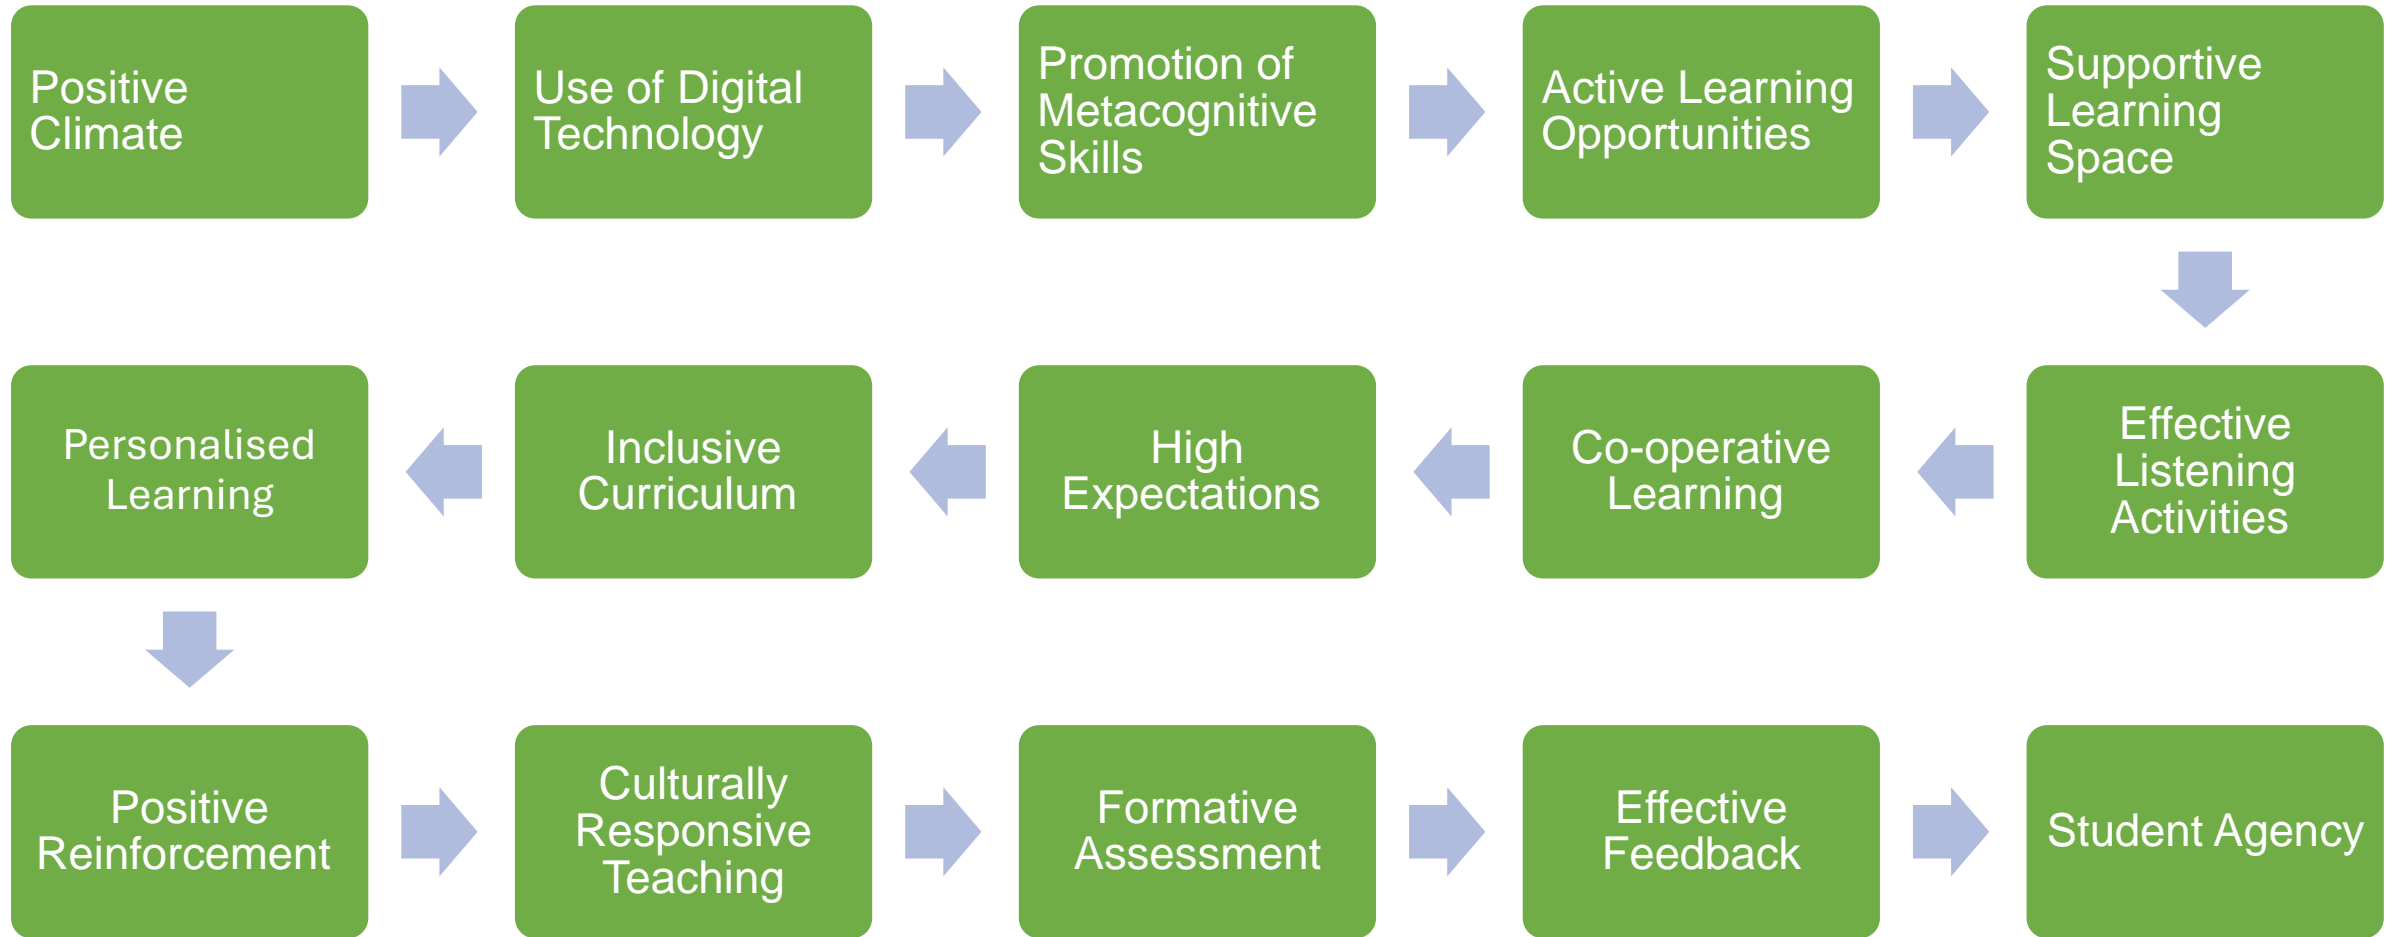 Positive
Climate
Use of Digital
Technology
Promotion of
Metacognitive
Skills
Active Learning
Opportunities
Supportive
Learning
Space
Effective
Listening
Activities
Co-operative
Learning
High
Expectations
Inclusive
Curriculum
Personalised
Learning
Positive
Reinforcement
Culturally
Responsive
Teaching
Formative
Assessment
Effective
Feedback
Student Agency